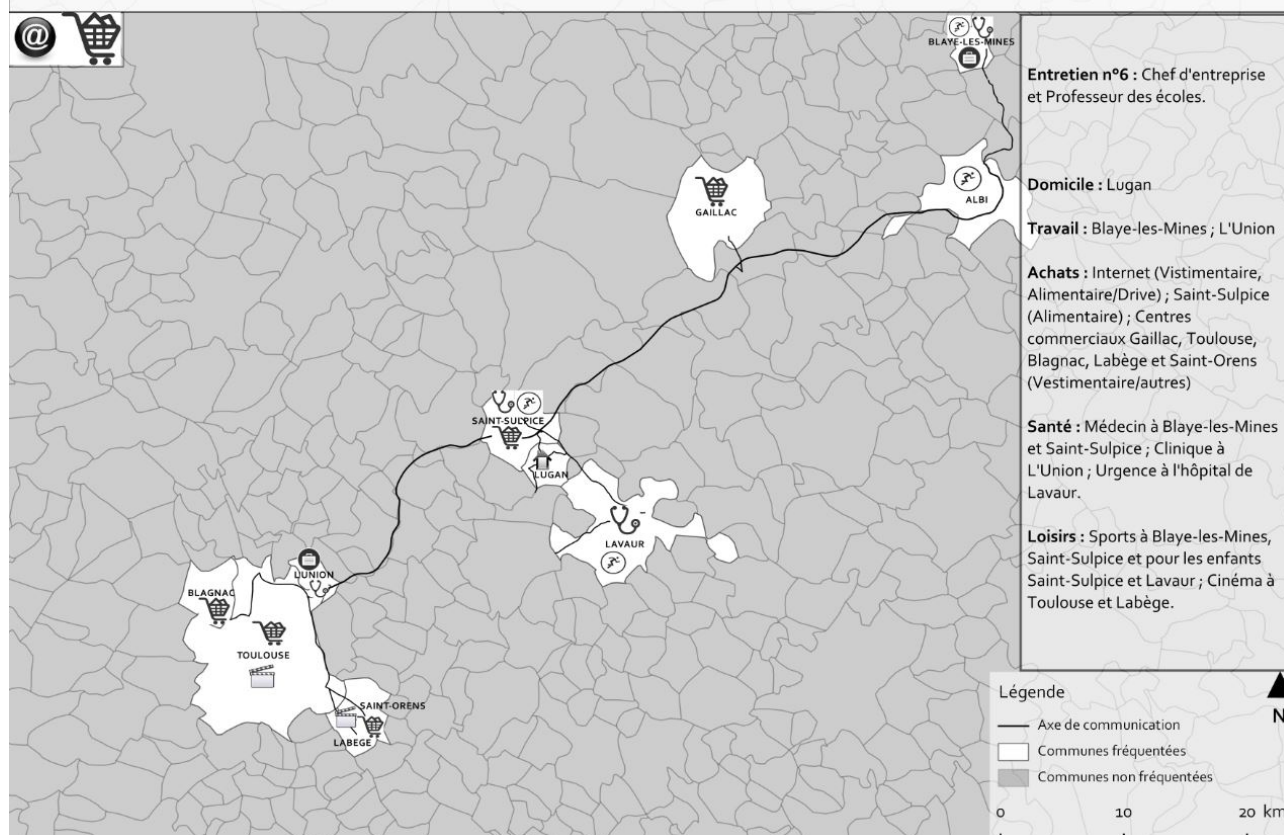 @
BLAYE-LES-MINES
GAILLAC
ALBI
SAINT-SULPICE
LUGAN
LAVAUR
L'UNION
BLAGNAC
TOULOUSE
SAINT-ORENS
LABEGE
Entretien n°6 : Chef d'entreprise
et Professeur des écoles.
Domicile : Lugan
Travail : Blaye-les-Mines ; L'Union
Achats : Internet (Vistimentaire,
Alimentaire/Drive) ; Saint-Sulpice
(Alimentaire) ; Centres
commerciaux Gaillac, Toulouse,
Blagnac, Labège et Saint-Orens
(Vestimentaire/autres)
Santé : Médecin à Blaye-les-Mines
et Saint-Sulpice ; Clinique à
L'Union ; Urgence à l'hôpital de
Lavaur.
Loisirs : Sports à Blaye-les-Mines,
Saint-Sulpice et pour les enfants
Saint-Sulpice et Lavaur ; Cinéma à
Toulouse et Labège.
Légende
N
Axe de communication
Communes fréquentées
Communes non fréquentées
0 10 20 km